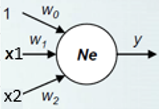 1 w₀
x1 w₁ Ne y
x2 w₂